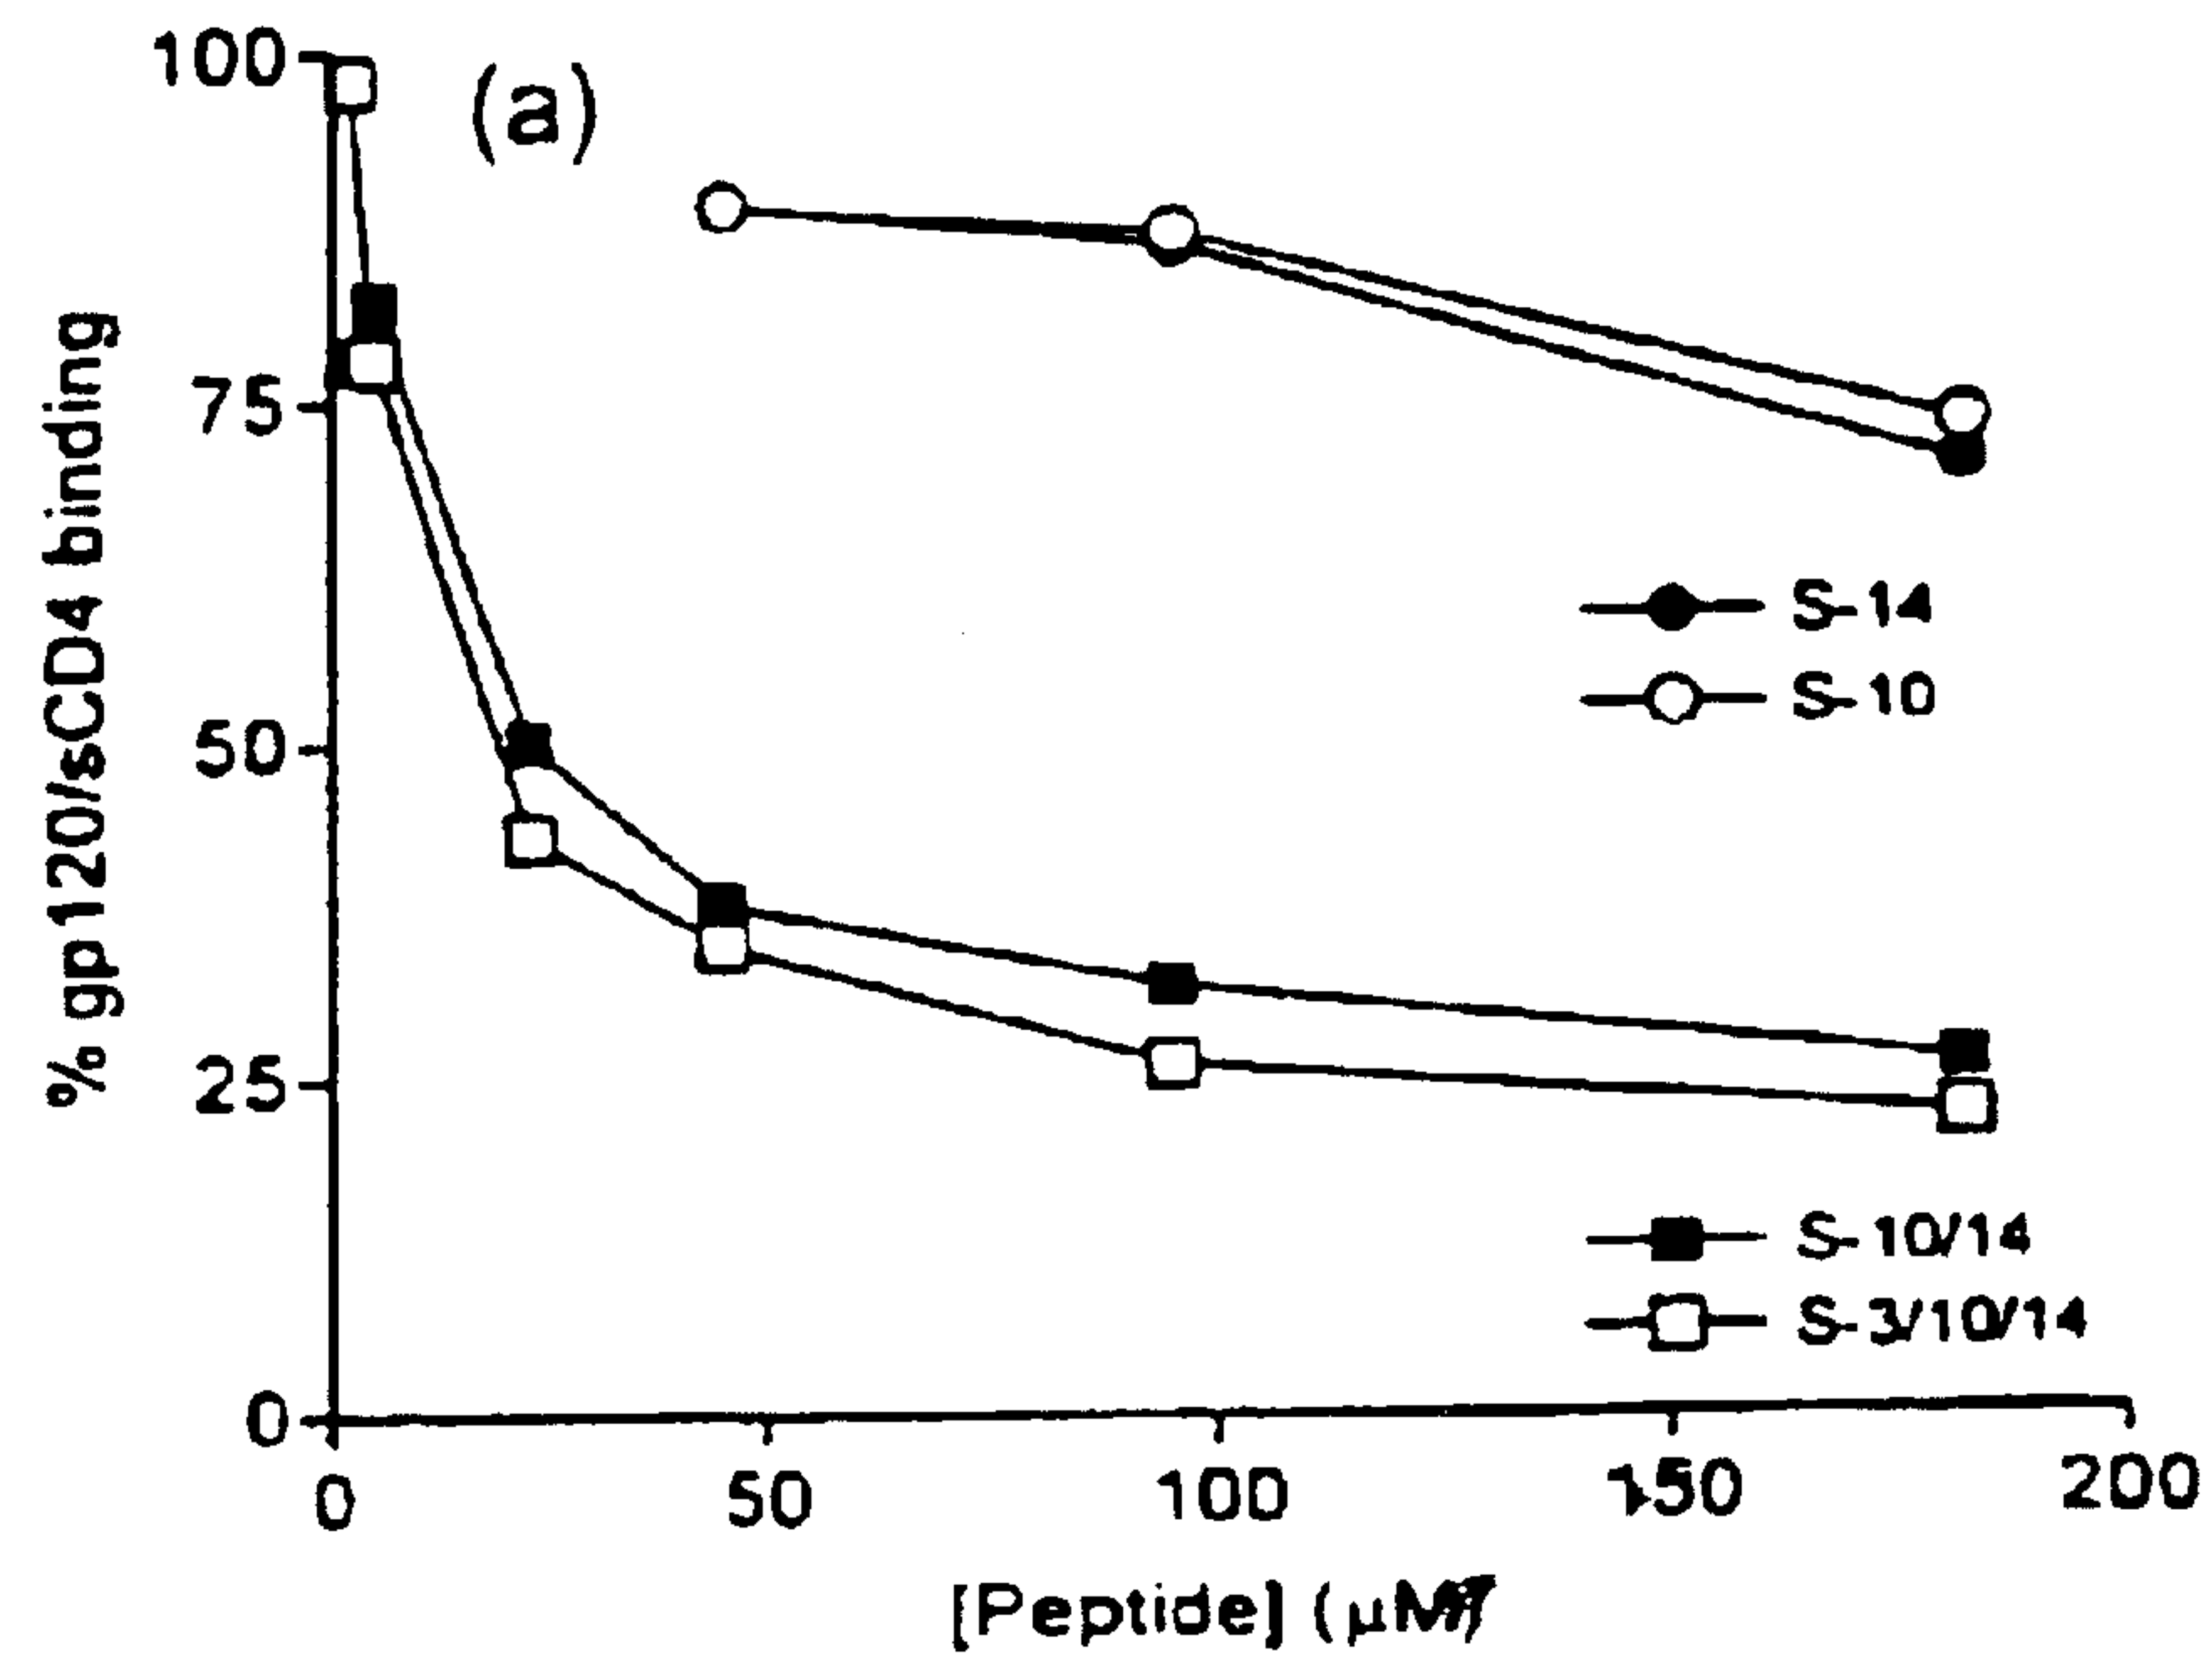 100
(a)
75
50
25
0
% gp120/sCD4 binding
S-14
S-10
S-10/14
S-3/10/14
0 50 100 150 200
[Peptide] (μM)